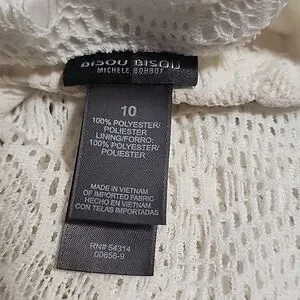 BISOU BISOU
MICHELE BOHBOT
10
100% POLYESTER/
POLIESTER
LINING/FORRO:
100% POLYESTER/
POLIESTER
MADE IN VIETNAM
OF IMPORTED FABRIC
HECHO EN VIETNAM
CON TELAS IMPORTADAS
RN# 64314
00656-9